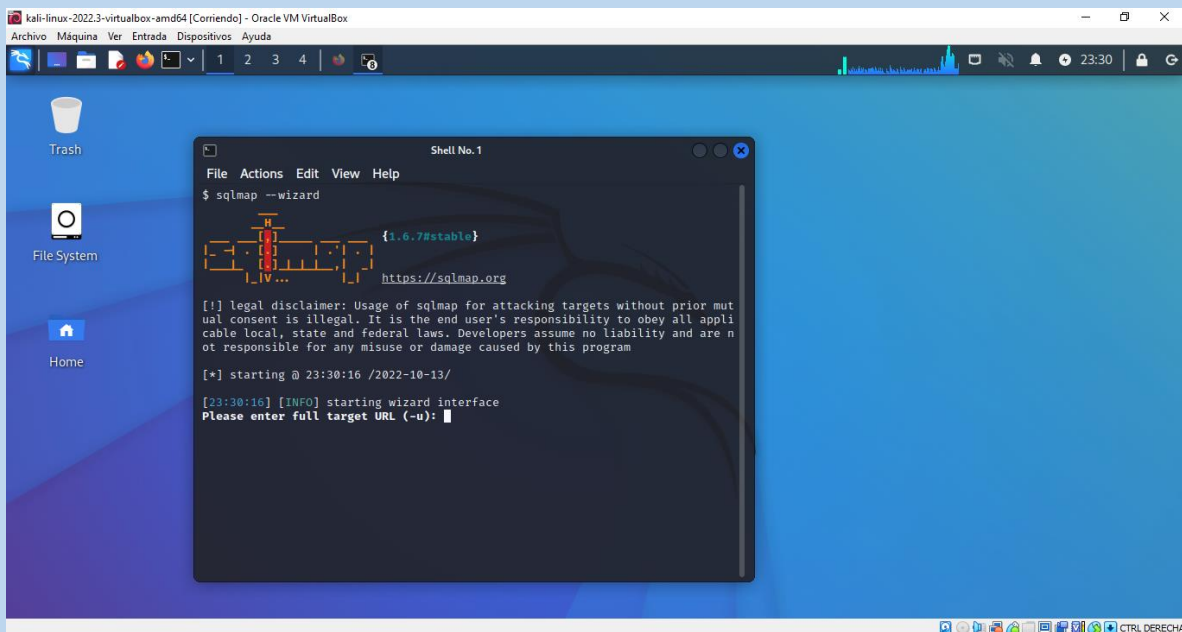 kali-linux-2022.3-virtualbox-amd64 [Corriendo] - Oracle VM VirtualBox
Archivo Máquina Ver Entrada Dispositivos Ayuda
1 2 3 4
8
23:30
Trash
File System
Home
Shell No. 1
File Actions Edit View Help
$ sqlmap --wizard
H
{1.6.7#stable}
V...
https://sqlmap.org
[!] legal disclaimer: Usage of sqlmap for attacking targets without prior mut
ual consent is illegal. It is the end user's responsibility to obey all appli
cable local, state and federal laws. Developers assume no liability and are n
ot responsible for any misuse or damage caused by this program
[*] starting @ 23:30:16 /2022-10-13/
[23:30:16] [INFO] starting wizard interface
Please enter full target URL (-u):
CTRL DERECHA